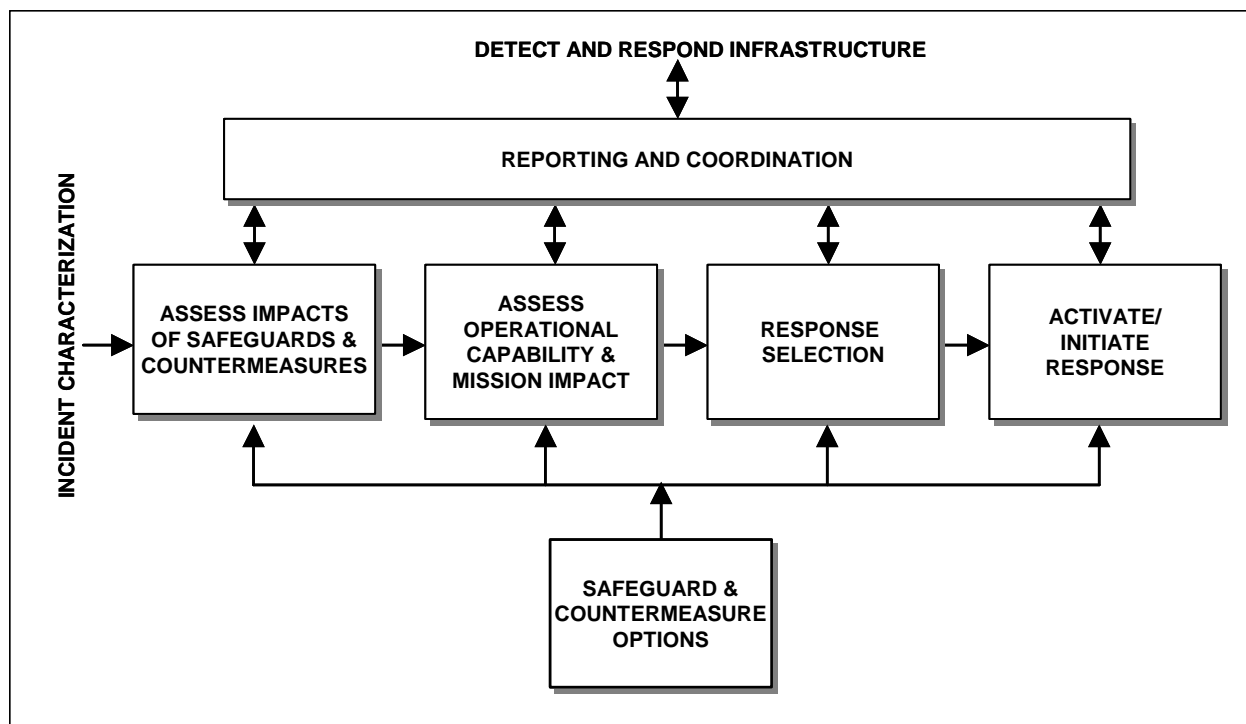 DETECT AND RESPOND INFRASTRUCTURE
REPORTING AND COORDINATION
INCIDENT CHARACTERIZATION
ASSESS IMPACTS
OF SAFEGUARDS &
COUNTERMEASURES
ASSESS
OPERATIONAL
CAPABILITY &
MISSION IMPACT
RESPONSE
SELECTION
ACTIVATE/
INITIATE
RESPONSE
SAFEGUARD &
COUNTERMEASURE
OPTIONS